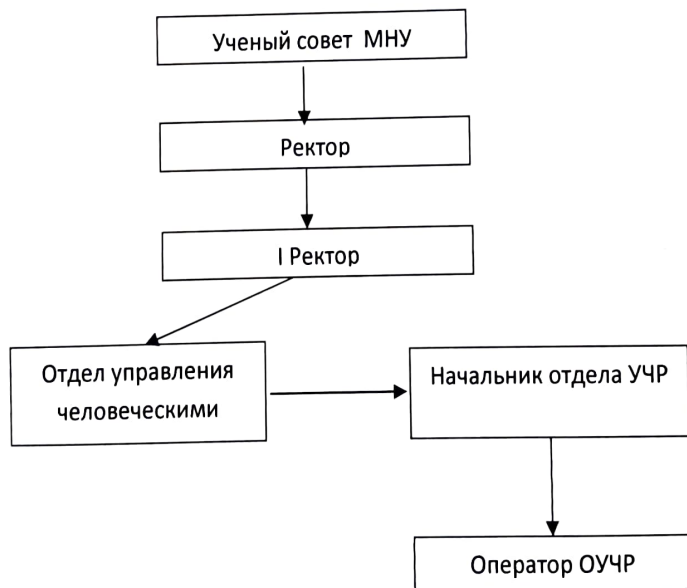 Ученый совет МНУ
Ректор
I Ректор
Отдел управления
человеческими
Начальник отдела УЧР
Оператор ОУЧР